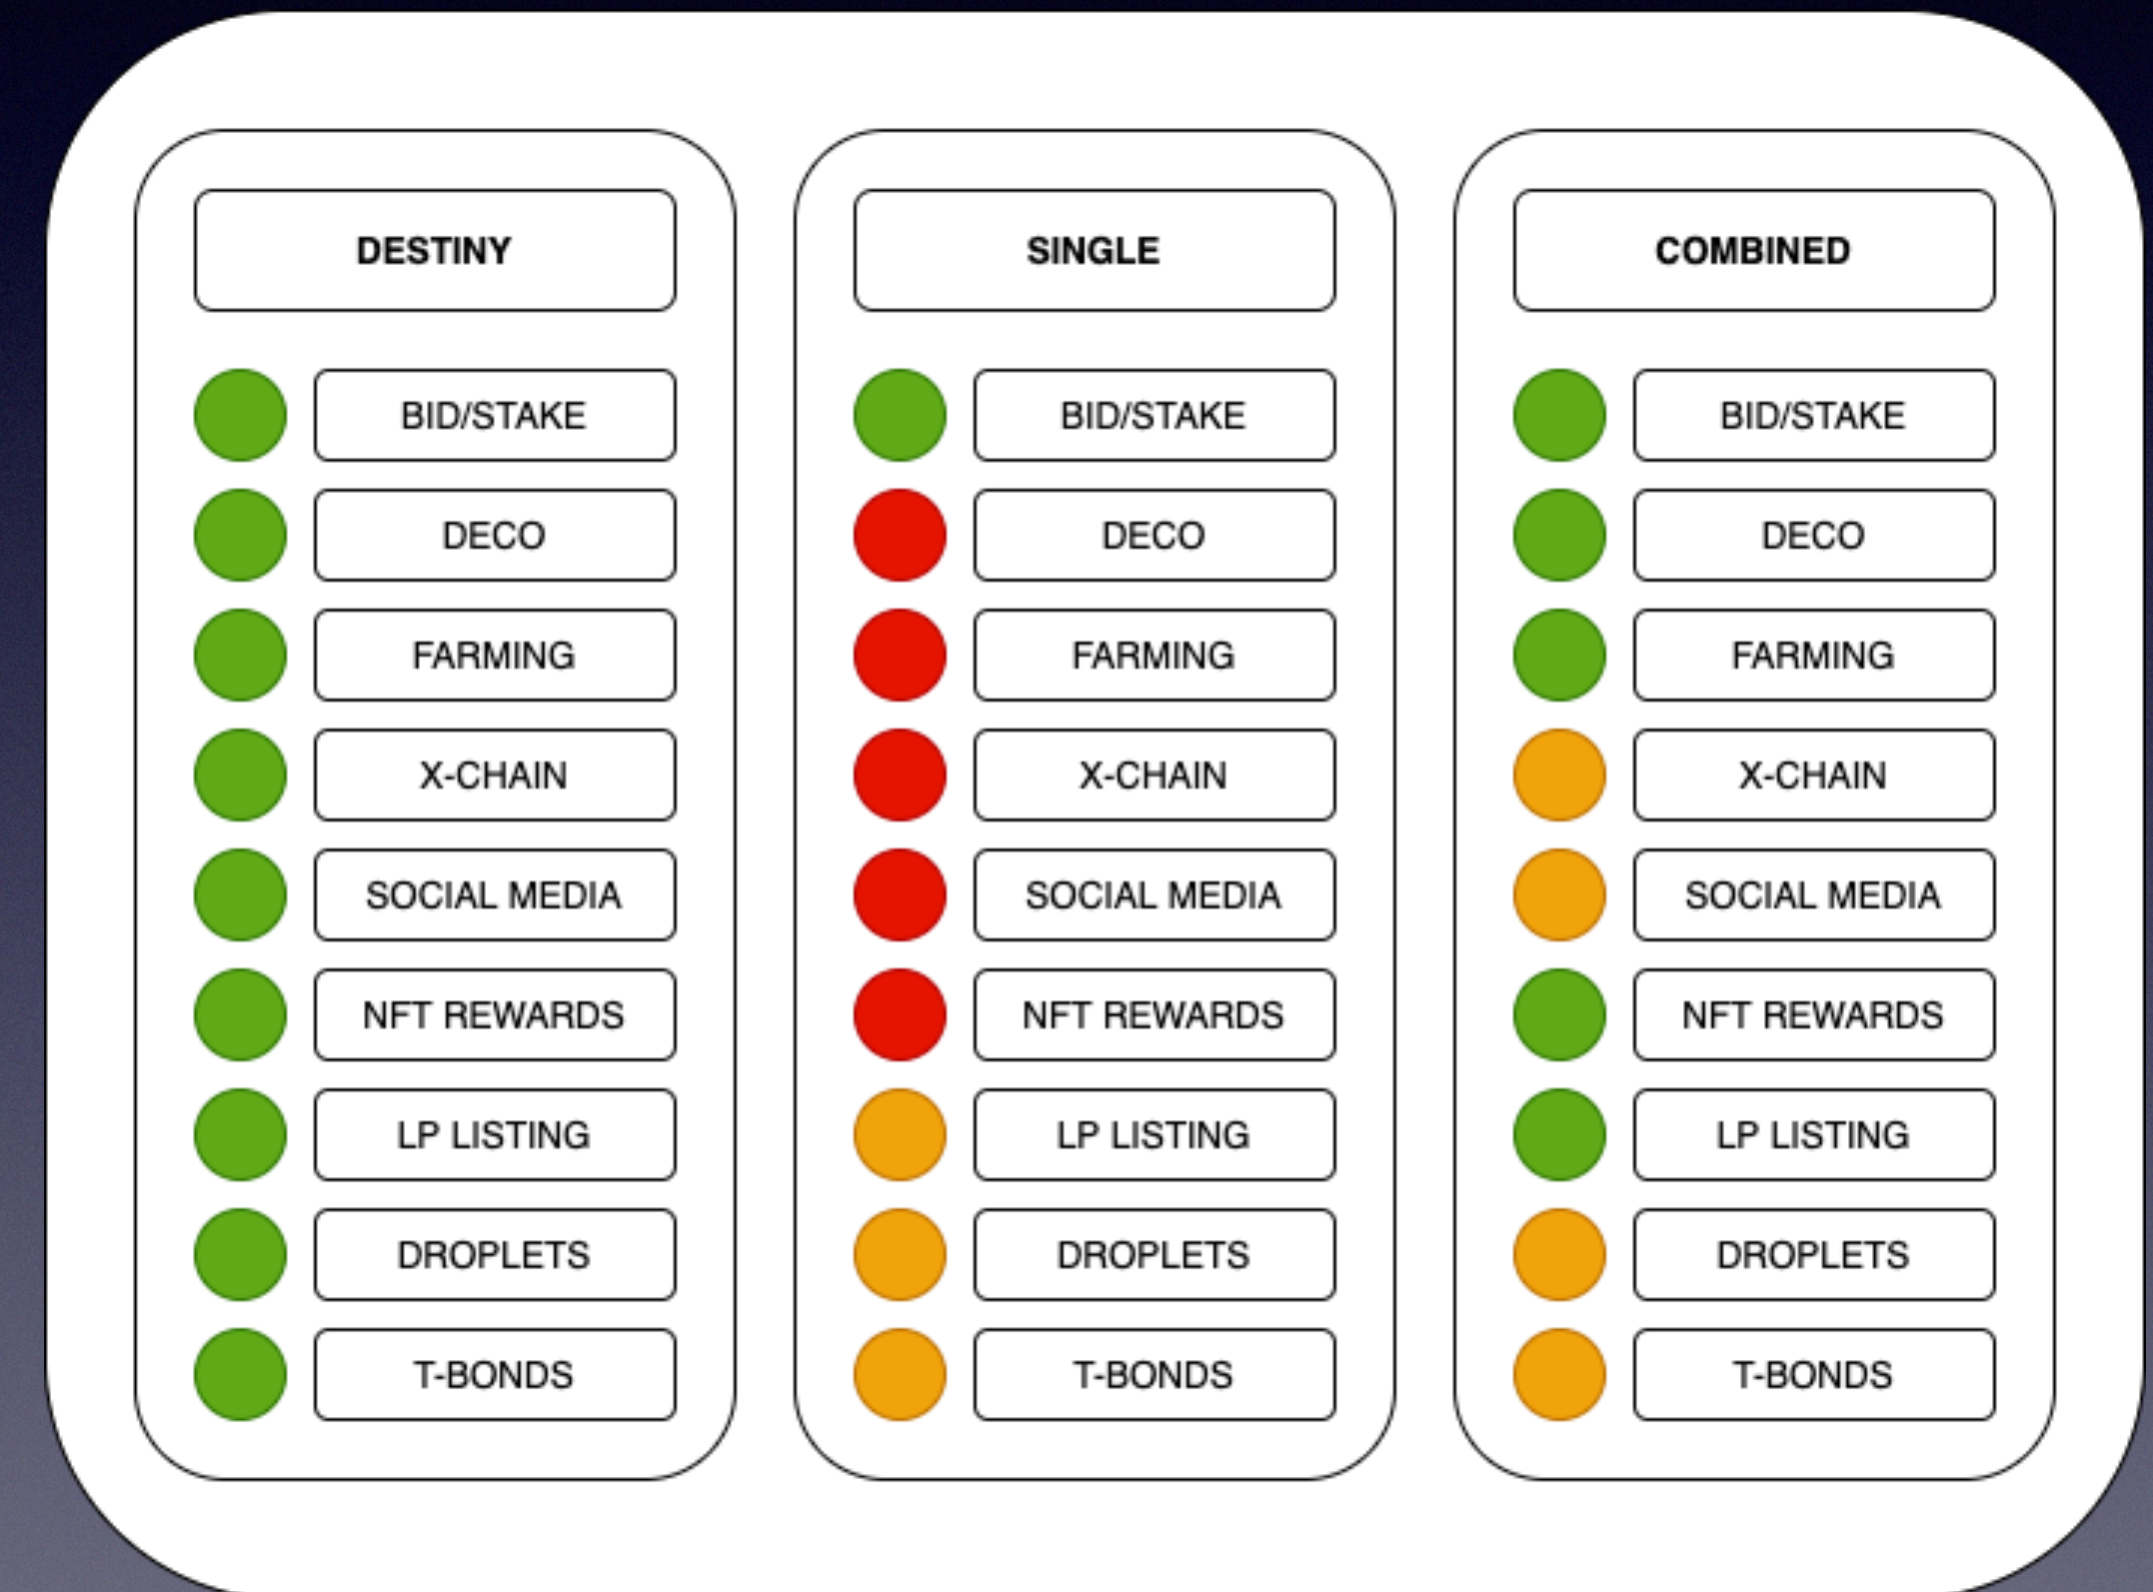 DESTINY
BID/STAKE
DECO
FARMING
X-CHAIN
SOCIAL MEDIA
NFT REWARDS
LP LISTING
DROPLETS
T-BONDS
SINGLE
BID/STAKE
DECO
FARMING
X-CHAIN
SOCIAL MEDIA
NFT REWARDS
LP LISTING
DROPLETS
T-BONDS
COMBINED
BID/STAKE
DECO
FARMING
X-CHAIN
SOCIAL MEDIA
NFT REWARDS
LP LISTING
DROPLETS
T-BONDS